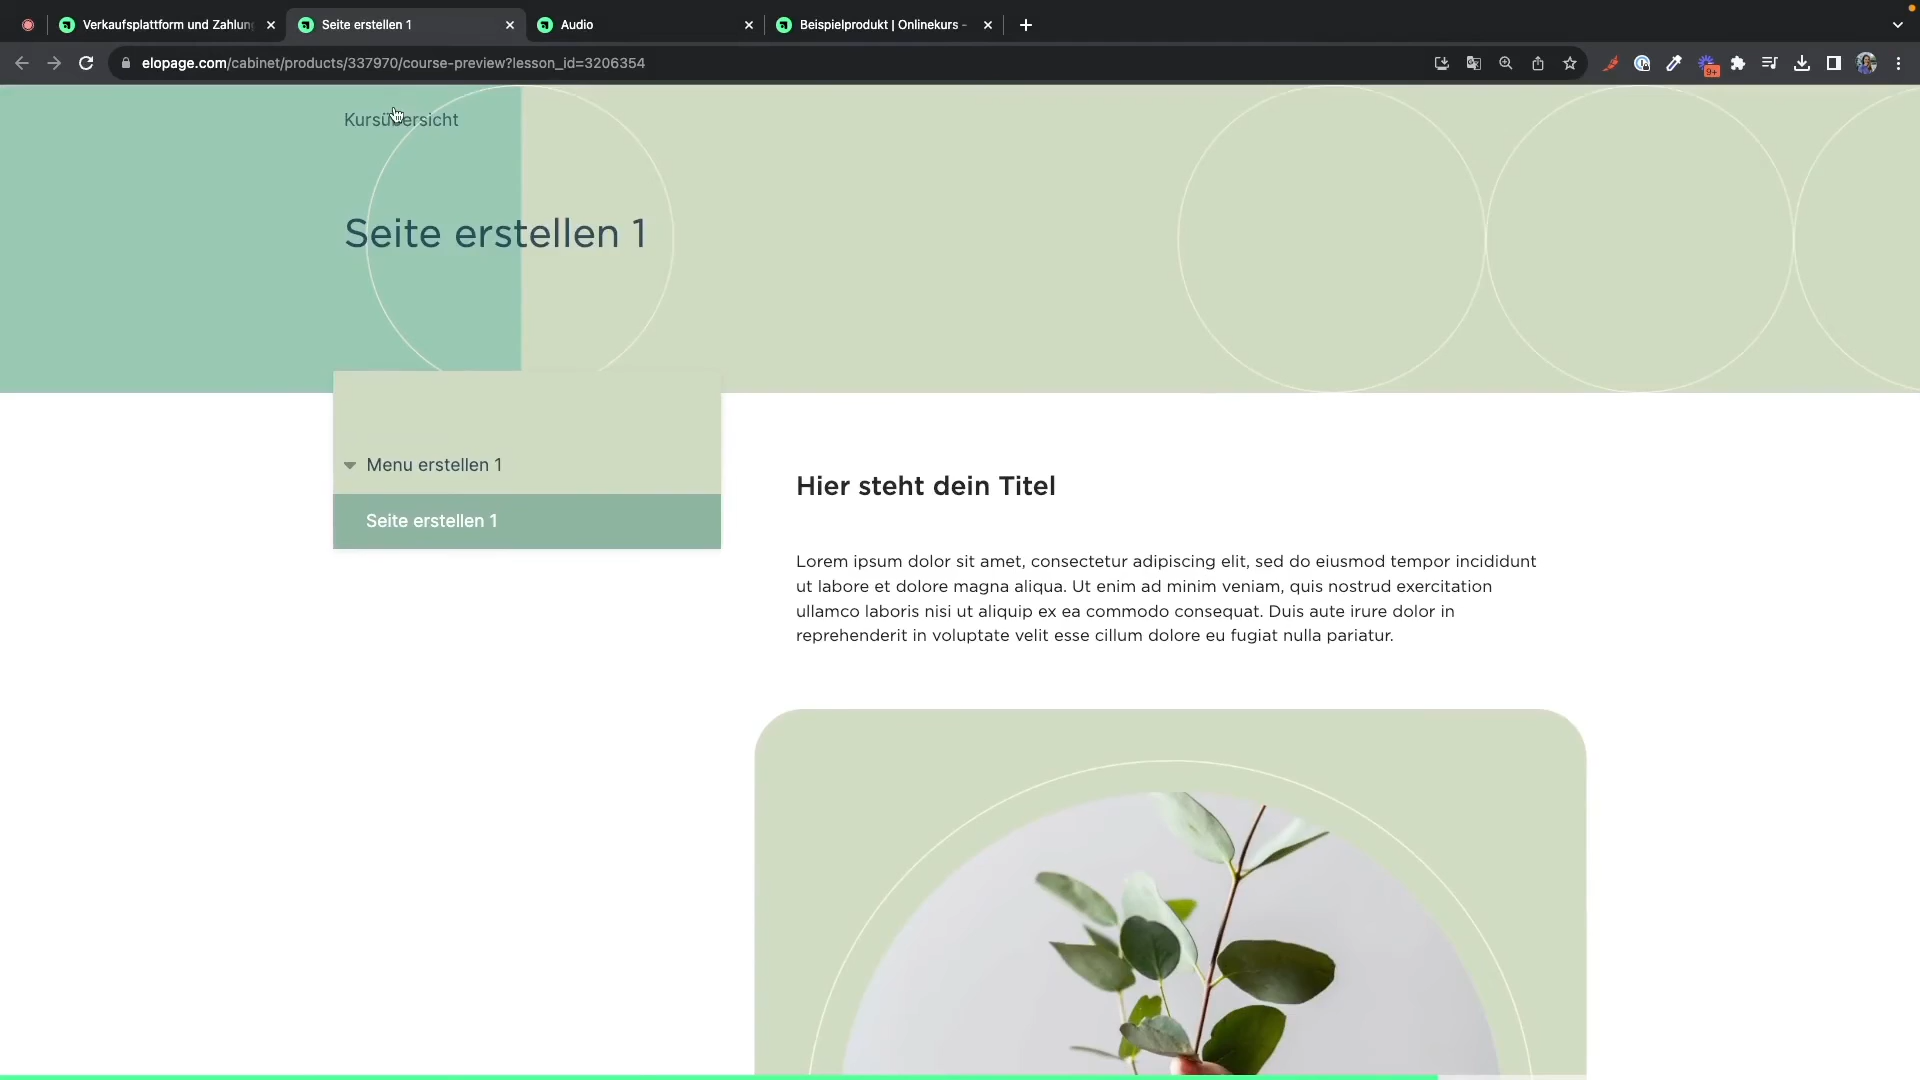 Verkaufsplattform und Zahlun
Seite erstellen 1
Audio
Beispielprodukt | Onlinekurs -
elopage.com/cabinet/products/337970/course-preview?lesson_id=3206354
9+
Kursübersicht
Seite erstellen 1
Menu erstellen 1
Seite erstellen 1
Hier steht dein Titel
Lorem ipsum dolor sit amet, consectetur adipiscing elit, sed do eiusmod tempor incididunt
ut labore et dolore magna aliqua. Ut enim ad minim veniam, quis nostrud exercitation
ullamco laboris nisi ut aliquip ex ea commodo consequat. Duis aute irure dolor in
reprehenderit in voluptate velit esse cillum dolore eu fugiat nulla pariatur.